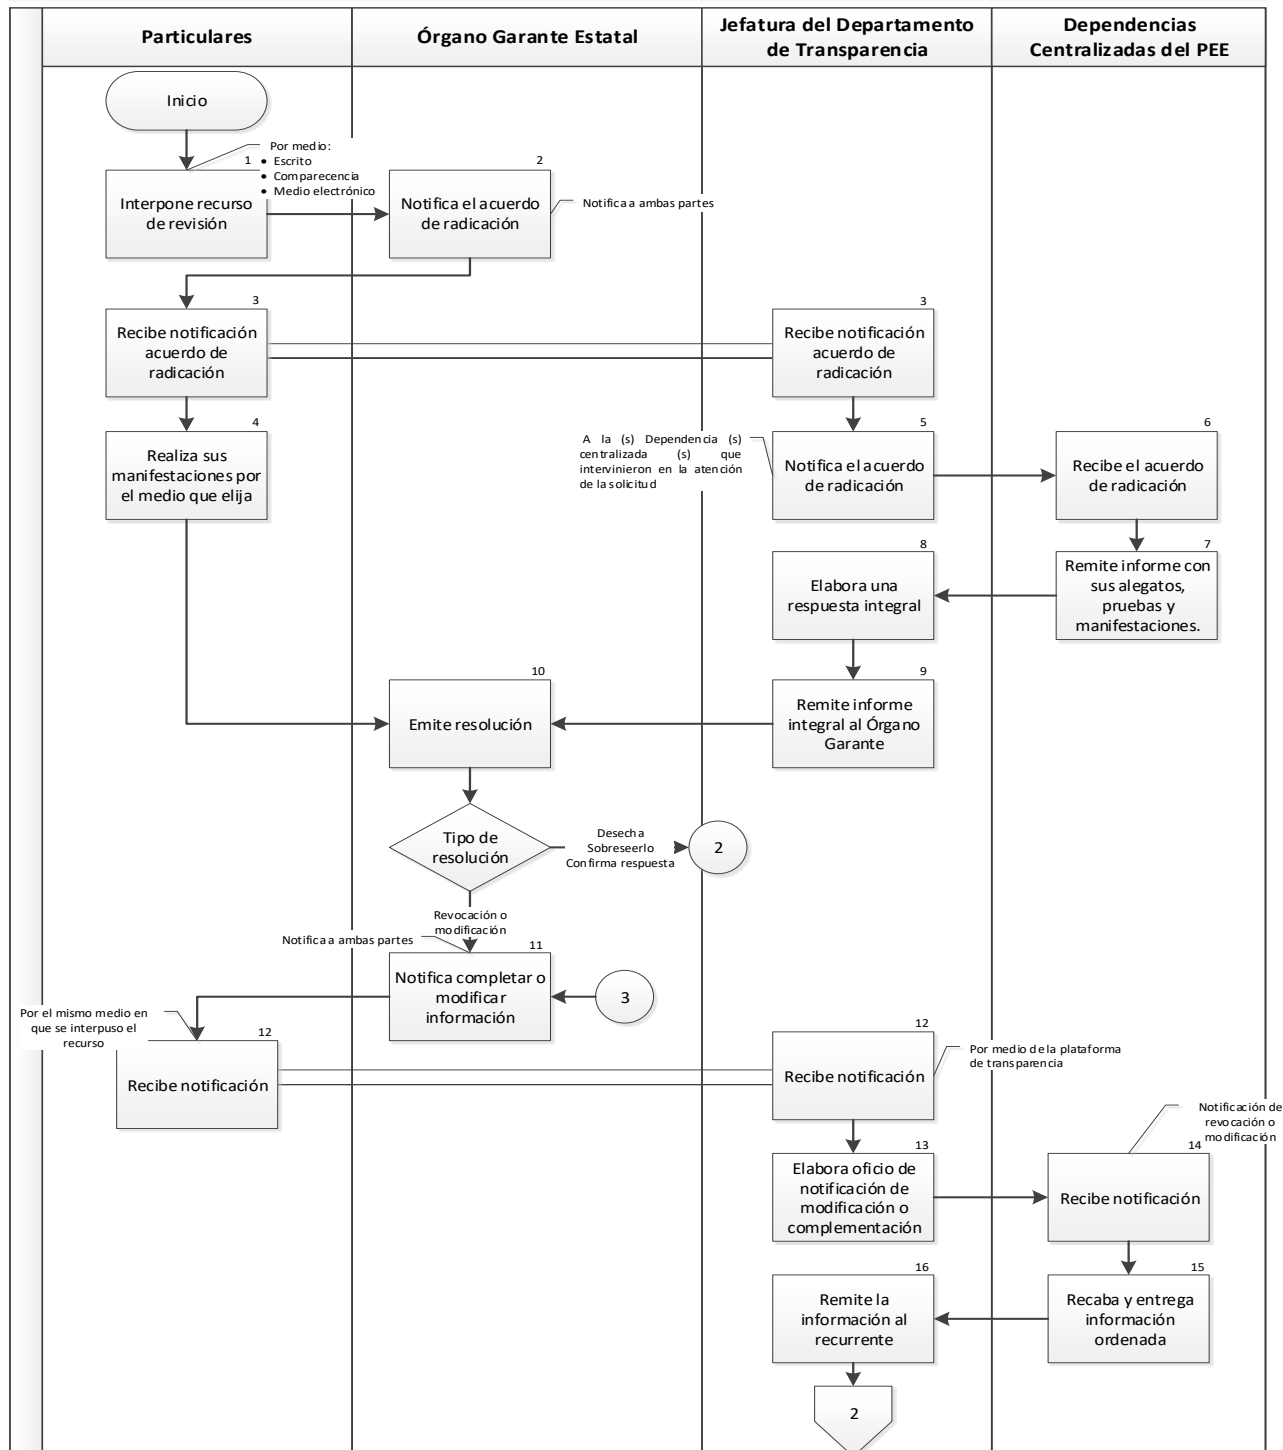 Particulares
Órgano Garante Estatal
Jefatura del Departamento
de Transparencia
Dependencias
Centralizadas del PEE
Inicio
Por medio:
• Escrito
• Comparecencia
• Medio electrónico
1
Interpone recurso
de revisión
2
Notifica el acuerdo
de radicación
Notifica a ambas partes
3
Recibe notificación
acuerdo de
radicación
3
Recibe notificación
acuerdo de
radicación
4
Realiza sus
manifestaciones por
el medio que elija
A la (s) Dependencia (s)
centralizada (s) que
intervinieron en la atención
de la solicitud
5
Notifica el acuerdo
de radicación
6
Recibe el acuerdo
de radicación
7
Remite informe con
sus alegatos,
pruebas y
manifestaciones.
8
Elabora una
respuesta integral
9
Remite informe
integral al Órgano
Garante
10
Emite resolución
Tipo de
resolución
Desecha
Sobreseerlo
Confirma respuesta
2
Revocación o
modificación
Notifica a ambas partes
11
Notifica completar o
modificar
información
3
Por el mismo medio en
que se interpuso el
recurso
12
Recibe notificación
12
Recibe notificación
Por medio de la plataforma
de transparencia
13
Elabora oficio de
notificación de
modificación o
complementación
Notificación de
revocación o
modificación
14
Recibe notificación
15
Recaba y entrega
información
ordenada
16
Remite la
información al
recurrente
2